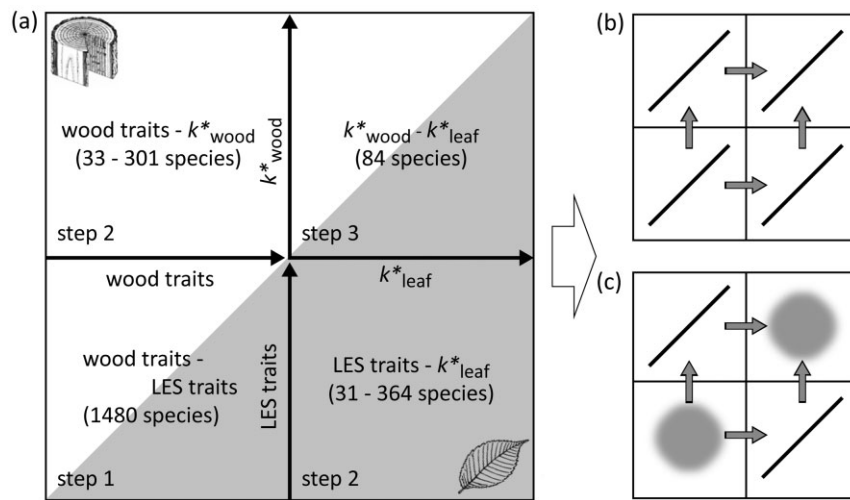 (a)
wood traits - k*wood
(33 - 301 species)
k*wood
k*wood - k*leaf
(84 species)
step 2
step 3
wood traits
k*leaf
wood traits -
LES traits
(1480 species)
LES traits
LES traits - k*leaf
(31 - 364 species)
step 1
step 2
(b)
(c)